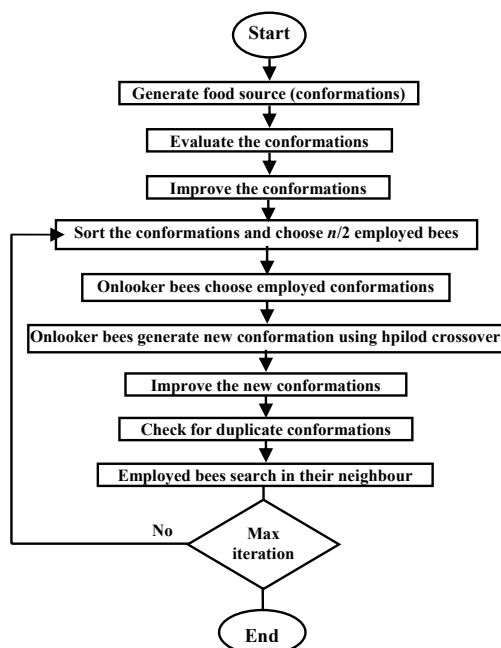 Start
Generate food source (conformations)
Evaluate the conformations
Improve the conformations
Sort the conformations and choose n/2 employed bees
Onlooker bees choose employed conformations
Onlooker bees generate new conformation using hpilod crossover
Improve the new conformations
Check for duplicate conformations
Employed bees search in their neighbour
No
Max
iteration
End